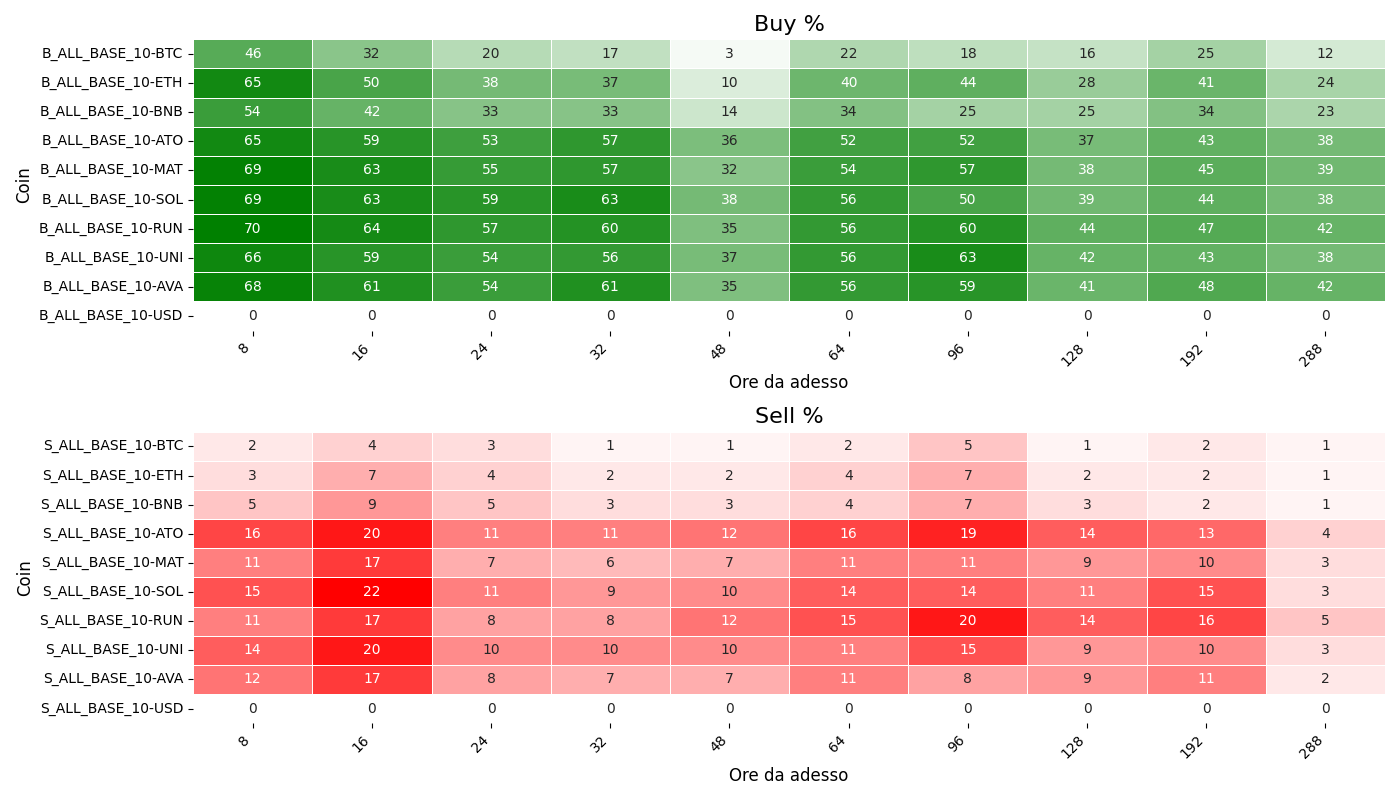 Buy %
B_ALL_BASE_10-BTC 46 32 20 17 3 22 18 16 25 12
B_ALL_BASE_10-ETH 65 50 38 37 10 40 44 28 41 24
B_ALL_BASE_10-BNB 54 42 33 33 14 34 25 25 34 23
B_ALL_BASE_10-ATO 65 59 53 57 36 52 52 37 43 38
B_ALL_BASE_10-MAT 69 63 55 57 32 54 57 38 45 39
B_ALL_BASE_10-SOL 69 63 59 63 38 56 50 39 44 38
B_ALL_BASE_10-RUN 70 64 57 60 35 56 60 44 47 42
B_ALL_BASE_10-UNI 66 59 54 56 37 56 63 42 43 38
B_ALL_BASE_10-AVA 68 61 54 61 35 56 59 41 48 42
B_ALL_BASE_10-USD 0 0 0 0 0 0 0 0 0 0
Coin
8 16 24 32 48 64 96 128 192 288
Ore da adesso
Sell %
S_ALL_BASE_10-BTC 2 4 3 1 1 2 5 1 2 1
S_ALL_BASE_10-ETH 3 7 4 2 2 4 7 2 2 1
S_ALL_BASE_10-BNB 5 9 5 3 3 4 7 3 2 1
S_ALL_BASE_10-ATO 16 20 11 11 12 16 19 14 13 4
S_ALL_BASE_10-MAT 11 17 7 6 7 11 11 9 10 3
S_ALL_BASE_10-SOL 15 22 11 9 10 14 14 11 15 3
S_ALL_BASE_10-RUN 11 17 8 8 12 15 20 14 16 5
S_ALL_BASE_10-UNI 14 20 10 10 10 11 15 9 10 3
S_ALL_BASE_10-AVA 12 17 8 7 7 11 8 9 11 2
S_ALL_BASE_10-USD 0 0 0 0 0 0 0 0 0 0
Coin
8 16 24 32 48 64 96 128 192 288
Ore da adesso